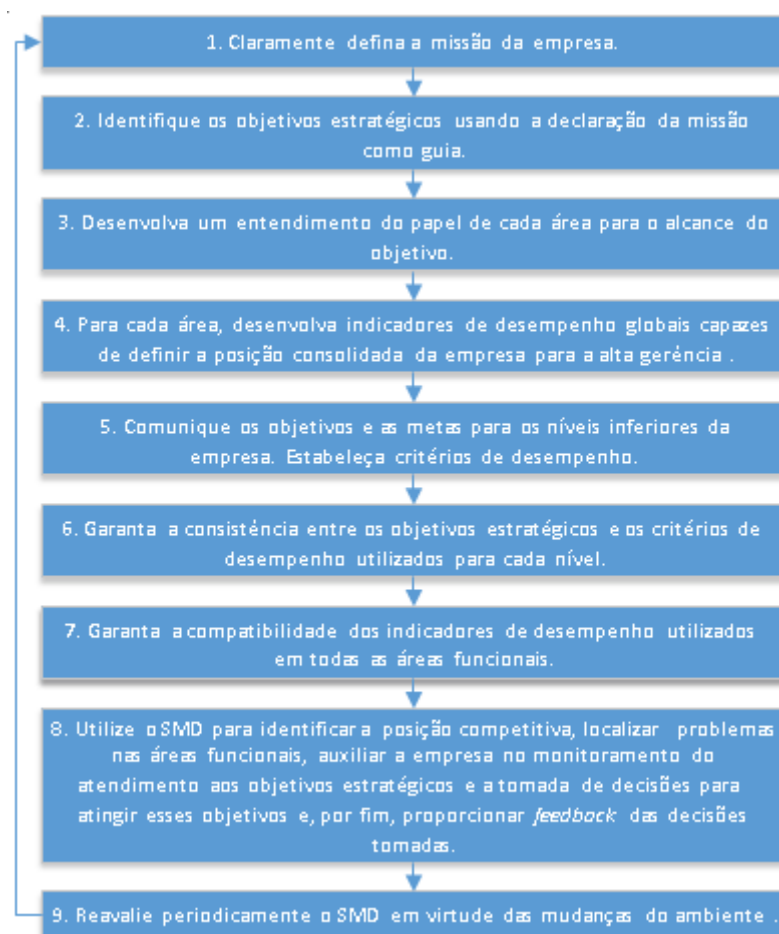 1. Claramente defina a missão da empresa.
2. Identifique os objetivos estratégicos usando a declaração da missão
como guia.
3. Desenvolva um entendimento do papel de cada área para o alcance do
objetivo.
4. Para cada área, desenvolva indicadores de desempenho globais capazes
de definir a posição consolidada da empresa para a alta gerência .
5. Comunique os objetivos e as metas para os níveis inferiores da
empresa. Estabeleça critérios de desempenho.
6. Garanta a consistência entre os objetivos estratégicos e os critérios de
desempenho utilizados para cada nível.
7. Garanta a compatibilidade dos indicadores de desempenho utilizados
em todas as áreas funcionais.
8. Utilize o SMD para identificar a posição competitiva, localizar problemas
nas áreas funcionais, auxiliar a empresa no monitoramento do
atendimento aos objetivos estratégicos e a tomada de decisões para
atingir esses objetivos e, por fim, proporcionar feedback das decisões
tomadas.
9. Reavalie periodicamente o SMD em virtude das mudanças do ambiente .